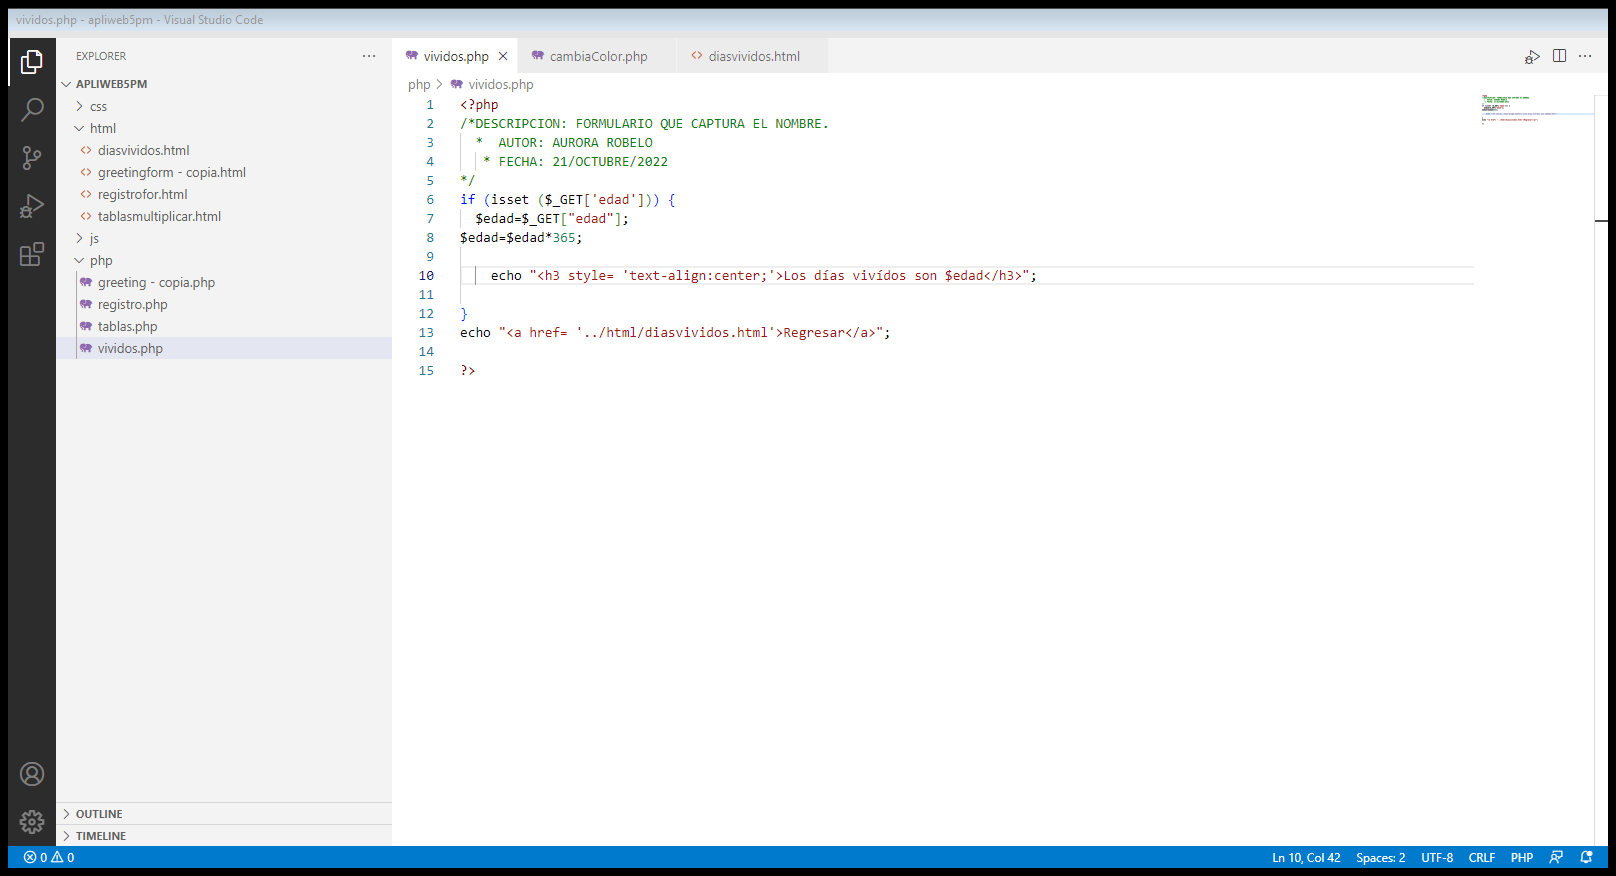 vividos.php - apliweb5pm - Visual Studio Code
EXPLORER
APLIWEB5PM
css
html
diasvividos.html
greetingform - copia.html
registrofor.html
tablasmultiplicar.html
js
php
greeting - copia.php
registro.php
tablas.php
vividos.php
OUTLINE
TIMELINE
vividos.php cambiaColor.php diasvividos.html
php > vividos.php
1 <?php
2 /*DESCRIPCION: FORMULARIO QUE CAPTURA EL NOMBRE.
3 * AUTOR: AURORA ROBELO
4 * FECHA: 21/OCTUBRE/2022
5 */
6 if (isset ($_GET['edad'])) {
7 $edad=$_GET["edad"];
8 $edad=$edad*365;
9
10 echo "<h3 style= 'text-align:center;'>Los días vivídos son $edad</h3>";
11
12 }
13 echo "<a href= '../html/diasvividos.html'>Regresar</a>";
14
15 ?>
0 0 Ln 10, Col 42 Spaces: 2 UTF-8 CRLF PHP